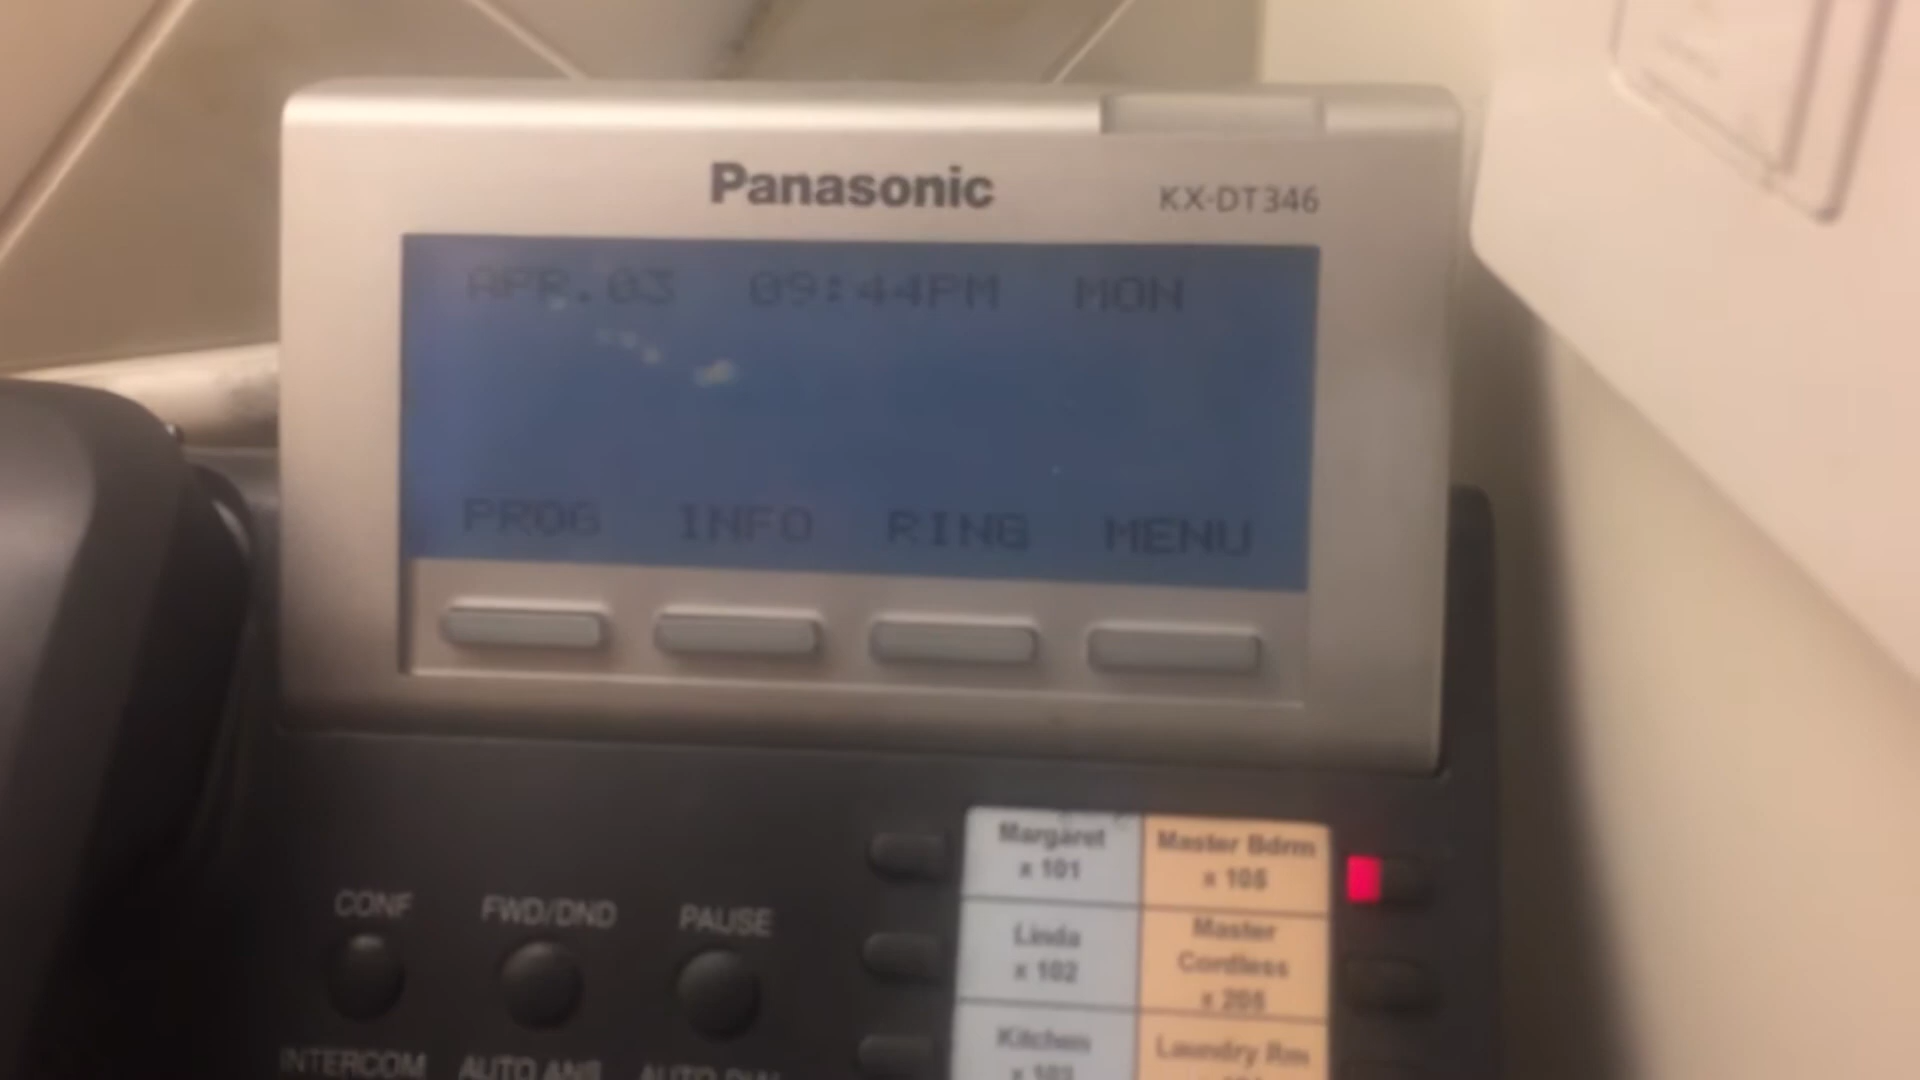 Panasonic
KX-DT346
APR.03 09:44PM MON
PROG INFO RING MENU
Margaret
x 101
Master Bdrm
x 105
Linda
x 102
Master
Cordless
x 205
Kitchen
x 103
Laundry Rm
CONF FWD/DND PAUSE
INTERCOM AUTO ANS